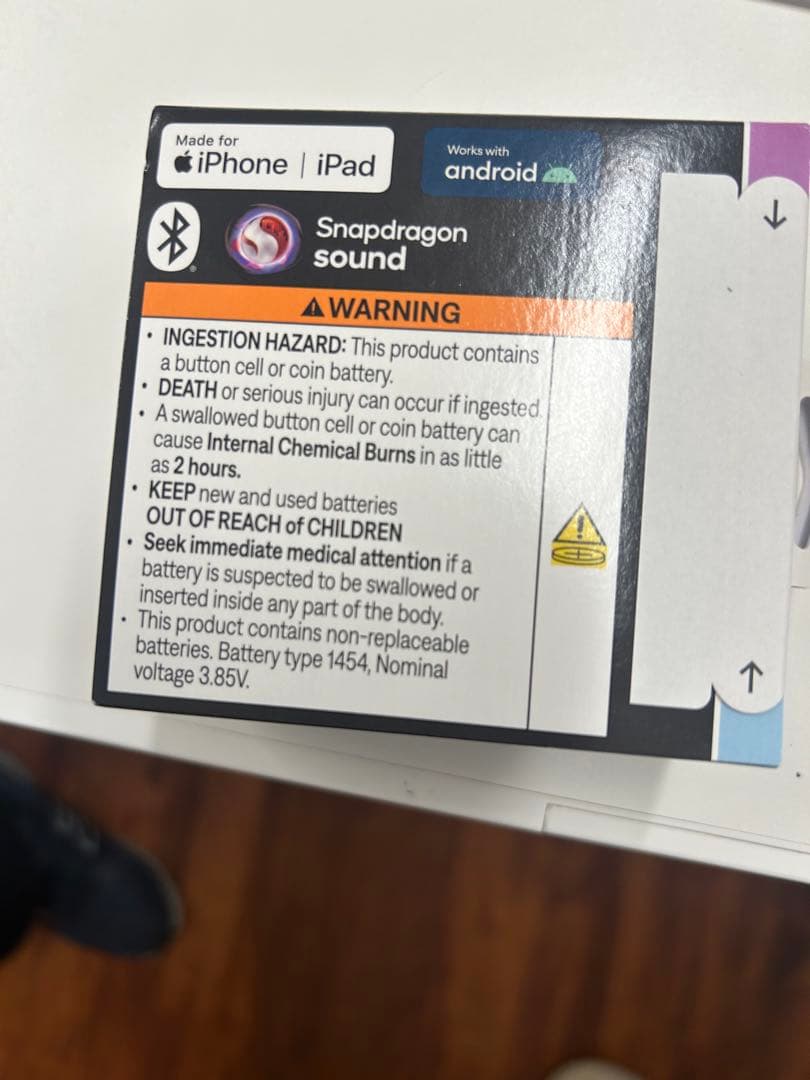 Made for
iPhone | iPad
Works with
android
Snapdragon
sound
WARNING
• INGESTION HAZARD: This product contains
a button cell or coin battery.
• DEATH or serious injury can occur if ingested.
• A swallowed button cell or coin battery can
cause Internal Chemical Burns in as little
as 2 hours.
• KEEP new and used batteries
OUT OF REACH of CHILDREN
• Seek immediate medical attention if a
battery is suspected to be swallowed or
inserted inside any part of the body.
• This product contains non-replaceable
batteries. Battery type 1454, Nominal
voltage 3.85V.